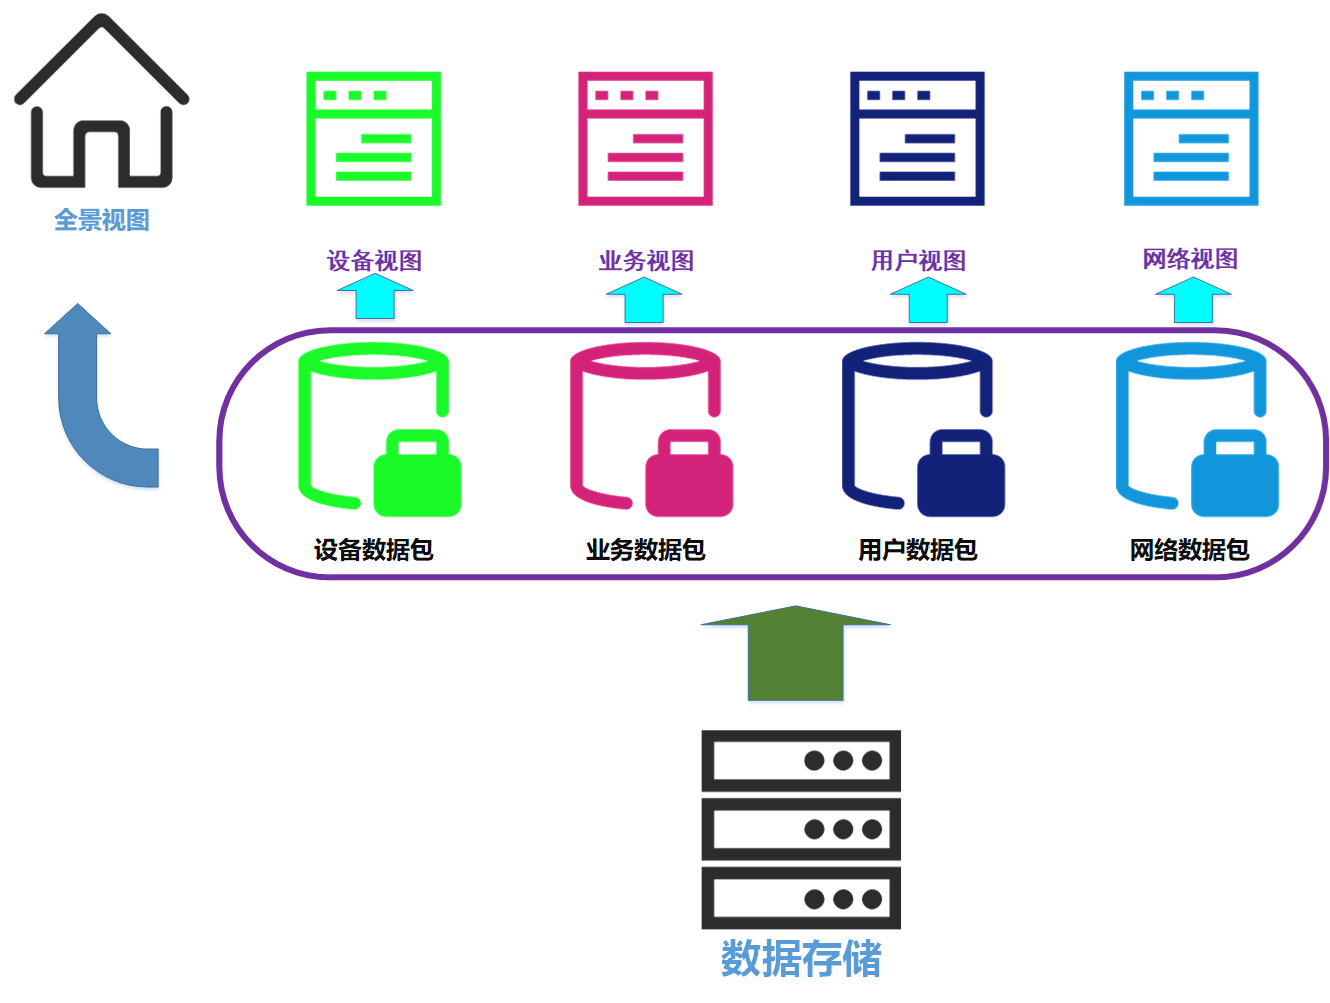 全景视图
设备视图
业务视图
用户视图
网络视图
设备数据包
业务数据包
用户数据包
网络数据包
数据存储